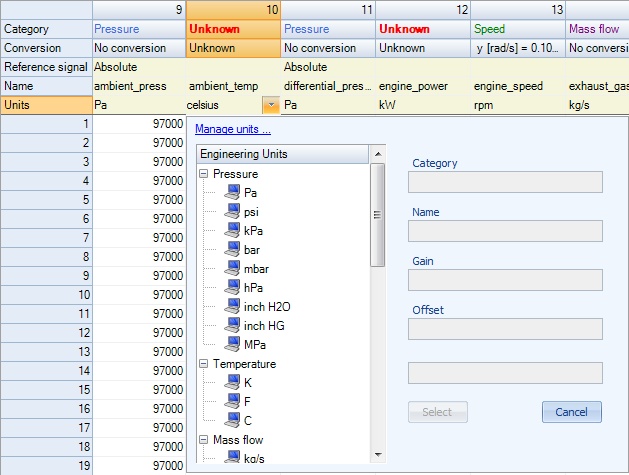 9 10 11 12 13
Category Pressure Unknown Pressure Unknown Speed Mass flow
Conversion No conversion Unknown No conversion Unknown y [rad/s] = 0.10... No conversi
Reference signal Absolute Absolute
Name ambient_press ambient_temp differential_pres... engine_power engine_speed exhaust_gas
Units Pa celsius Pa kW rpm kg/s
1 97000
Manage units ...
2 97000
Engineering Units
3 97000
Category
Pressure
4 97000
Pa
5 97000
psi
Name
6 97000
kPa
7 97000
bar
8 97000
mbar
Gain
9 97000
hPa
10 97000
inch H2O
Offset
11 97000
inch HG
12 97000
MPa
13 97000
Temperature
14 97000
K
15 97000
F
Select Cancel
16 97000
C
17 97000
Mass flow
18 97000
kg/s
19 97000